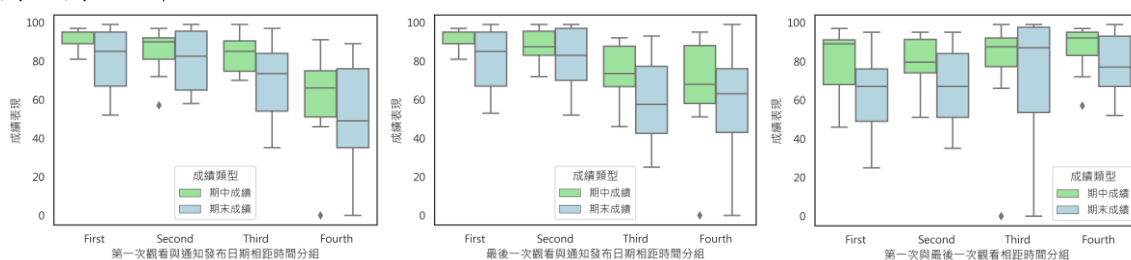 100
80
60
40
20
0
成績表現
成績類型
期中成績
期末成績
First Second Third Fourth
第一次觀看與通知發布日期相距時間分組
100
80
60
40
20
0
成績表現
成績類型
期中成績
期末成績
First Second Third Fourth
最後一次觀看與通知發布日期相距時間分組
100
80
60
40
20
0
成績表現
成績類型
期中成績
期末成績
First Second Third Fourth
第一次與最後一次觀看相距時間分組